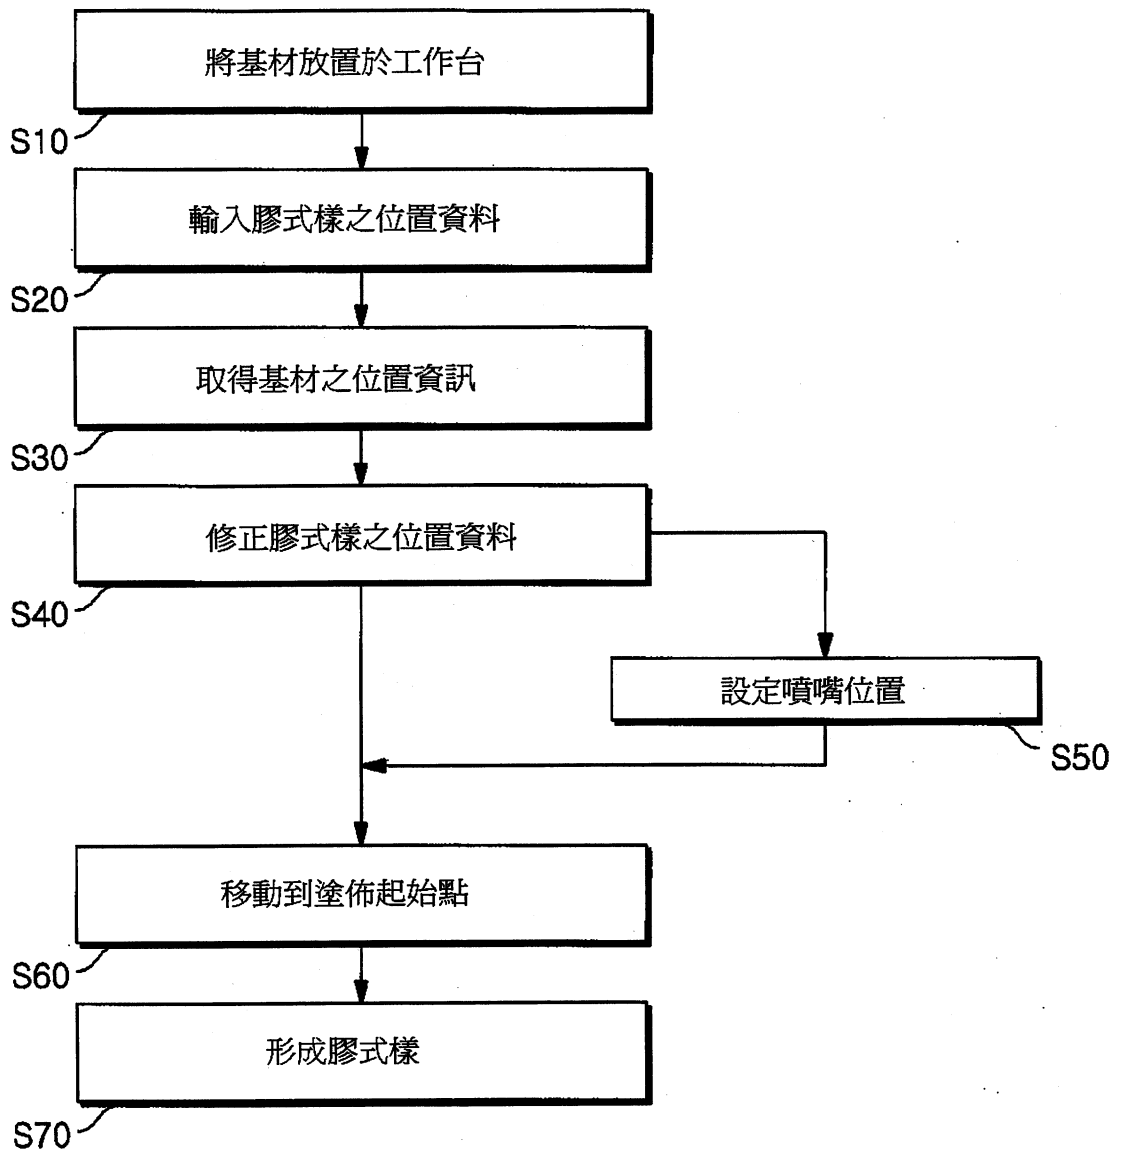 將基材放置於工作台
S10
輸入膠式樣之位置資料
S20
取得基材之位置資訊
S30
修正膠式樣之位置資料
S40
設定噴嘴位置
S50
移動到塗佈起始點
S60
形成膠式樣
S70